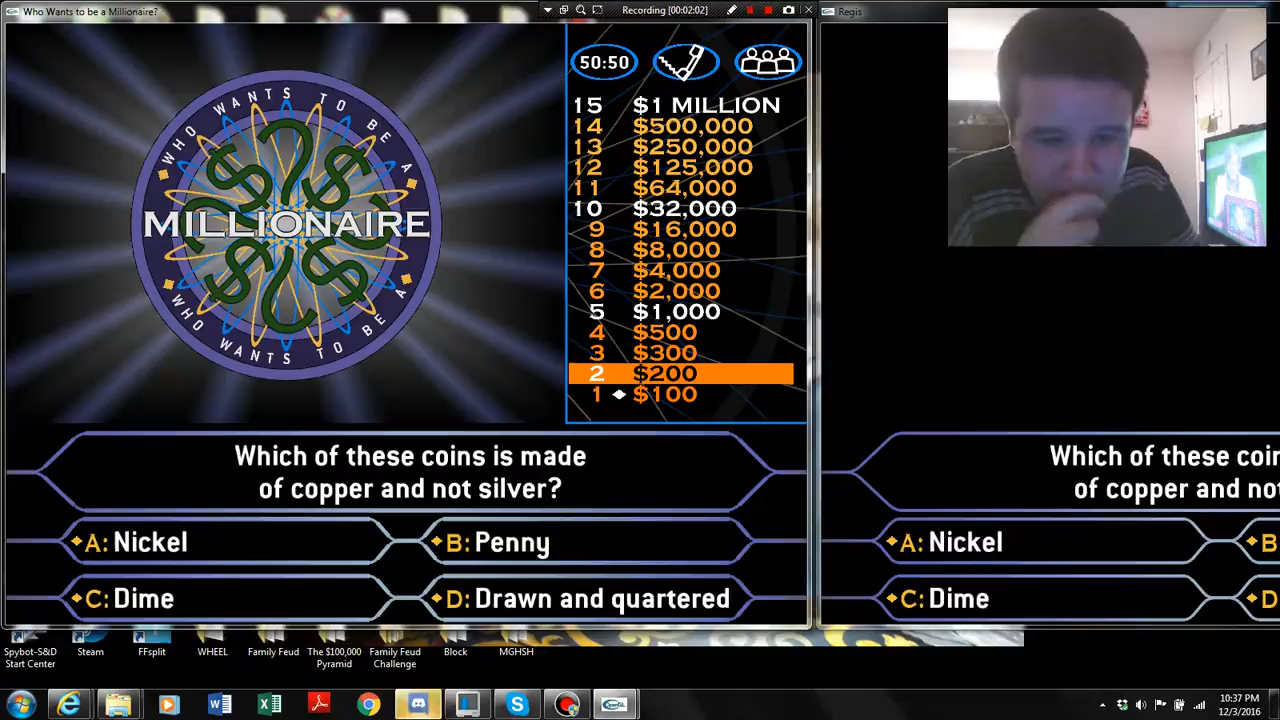 Who Wants to be a Millionaire?
Recording [00:02:02]
Regis
WHO WANTS TO BE A
MILLIONAIRE
WHO WANTS TO BE A
50:50
15 $1 MILLION
14 $500,000
13 $250,000
12 $125,000
11 $64,000
10 $32,000
9 $16,000
8 $8,000
7 $4,000
6 $2,000
5 $1,000
4 $500
3 $300
2 $200
1 $100
Which of these coins is made
of copper and not silver?
A: Nickel
B: Penny
C: Dime
D: Drawn and quartered
Which of these coin
of copper and not
A: Nickel
B
C: Dime
D
Spybot-S&D
Start Center
Steam
FFsplit
WHEEL
Family Feud
The $100,000
Pyramid
Family Feud
Challenge
Block
MGHSH
10:37 PM
12/3/2016